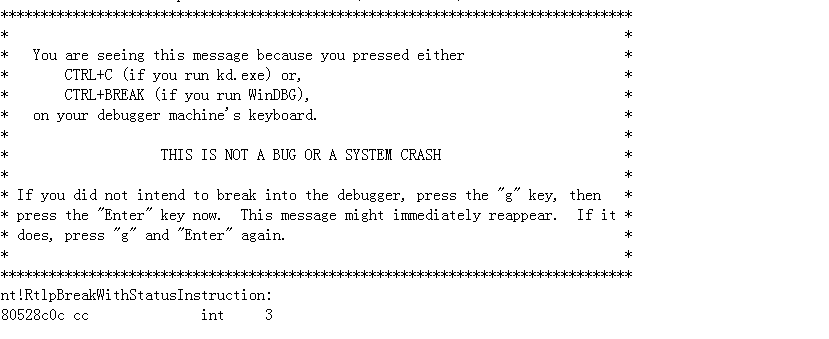 *******************************************************************************
*                                                                             *
*   You are seeing this message because you pressed either                    *
*       CTRL+C (if you run kd.exe) or,                                        *
*       CTRL+BREAK (if you run WinDBG),                                       *
*   on your debugger machine's keyboard.                                      *
*                                                                             *
*                   THIS IS NOT A BUG OR A SYSTEM CRASH                       *
*                                                                             *
* If you did not intend to break into the debugger, press the "g" key, then   *
* press the "Enter" key now.  This message might immediately reappear.  If it *
* does, press "g" and "Enter" again.                                          *
*                                                                             *
*******************************************************************************
nt!RtlpBreakWithStatusInstruction:
80528c0c cc              int     3